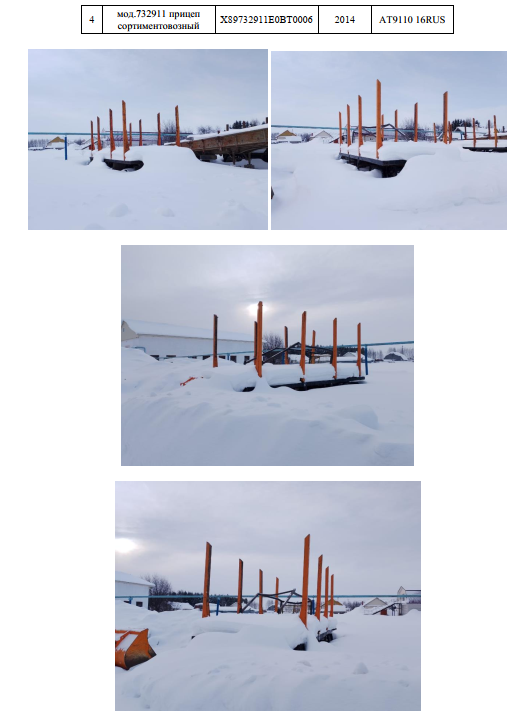 4
мод.732911 прицеп
сортиментовозный
X89732911E0BT0006
2014
АТ9110 16RUS